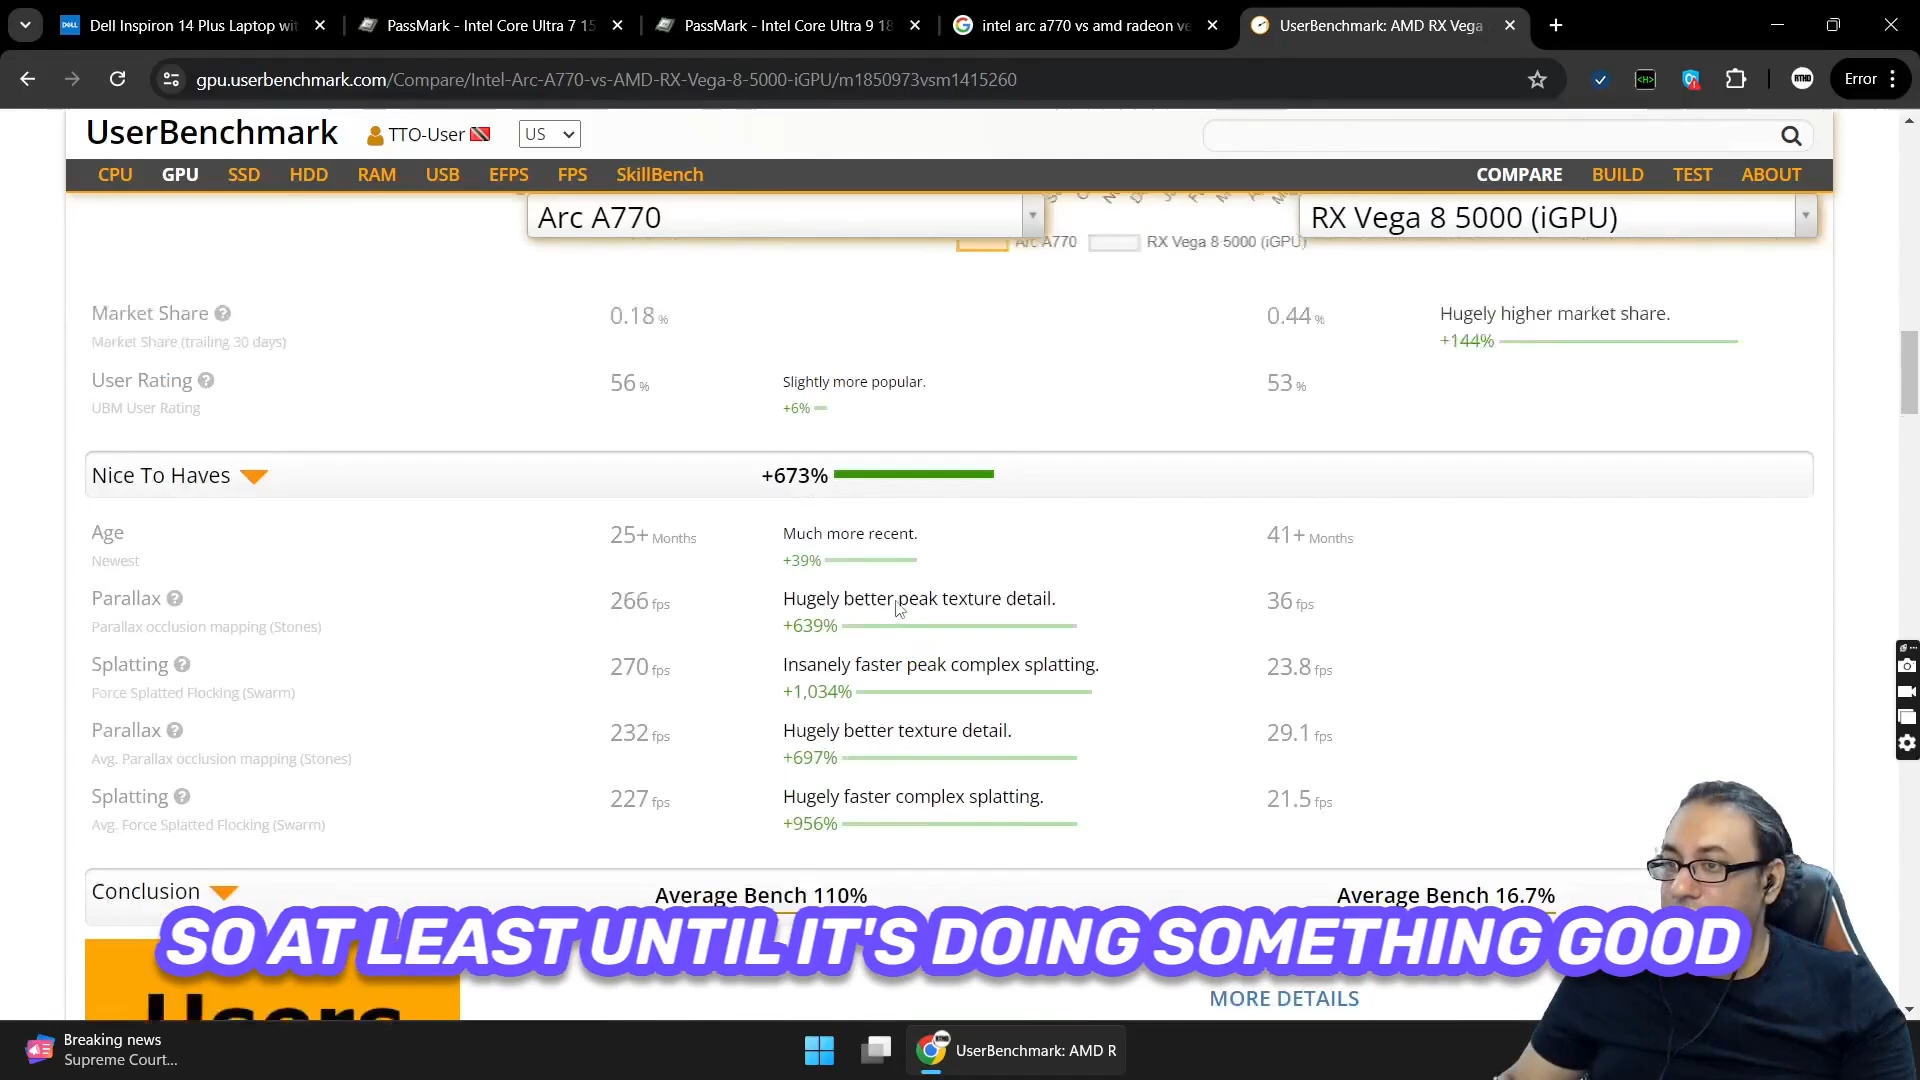 Dell Inspiron 14 Plus Laptop wit
PassMark - Intel Core Ultra 7 15
PassMark - Intel Core Ultra 9 18
intel arc a770 vs amd radeon ve
UserBenchmark: AMD RX Vega
gpu.userbenchmark.com/Compare/Intel-Arc-A770-vs-AMD-RX-Vega-8-5000-iGPU/m1850973vsm1415260
Error
UserBenchmark
TTO-User
US
CPU GPU SSD HDD RAM USB EFPS FPS SkillBench
COMPARE BUILD TEST ABOUT
Arc A770
RX Vega 8 5000 (iGPU)
Arc A770 RX Vega 8 5000 (iGPU)
Market Share 0.18 % 0.44 % Hugely higher market share.
Market Share (trailing 30 days) +144%
User Rating 56 % Slightly more popular. 53 %
UBM User Rating +6%
Nice To Haves +673%
Age 25+ Months Much more recent. 41+ Months
Newest +39%
Parallax 266 fps Hugely better peak texture detail. 36 fps
Parallax occlusion mapping (Stones) +639%
Splatting 270 fps Insanely faster peak complex splatting. 23.8 fps
Force Splatted Flocking (Swarm) +1,034%
Parallax 232 fps Hugely better texture detail. 29.1 fps
Avg. Parallax occlusion mapping (Stones) +697%
Splatting 227 fps Hugely faster complex splatting. 21.5 fps
Avg. Force Splatted Flocking (Swarm) +956%
Conclusion Average Bench 110% Average Bench 16.7%
SO AT LEAST UNTIL IT'S DOING SOMETHING GOOD
MORE DETAILS
Users
Breaking news
Supreme Court...
UserBenchmark: AMD R